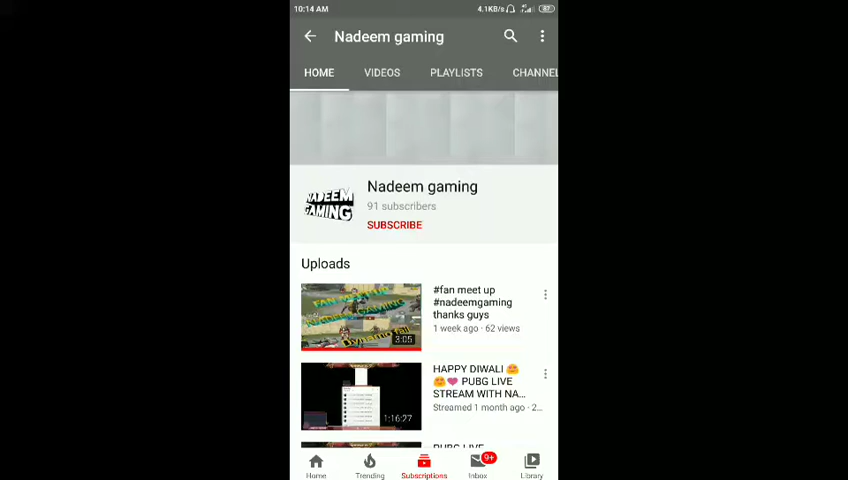 10:14 AM
4.1KB/s
67
Nadeem gaming
HOME VIDEOS PLAYLISTS CHANNEL
NADEEM
GAMING
Nadeem gaming
91 subscribers
SUBSCRIBE
Uploads
#fan meet up
#nadeemgaming
thanks guys
1 week ago · 62 views
3:05
HAPPY DIWALI 🤗
🤗💗 PUBG LIVE
STREAM WITH NA...
Streamed 1 month ago · 2...
1:16:27
PUBG LIVE
9+
Home Trending Subscriptions Inbox Library